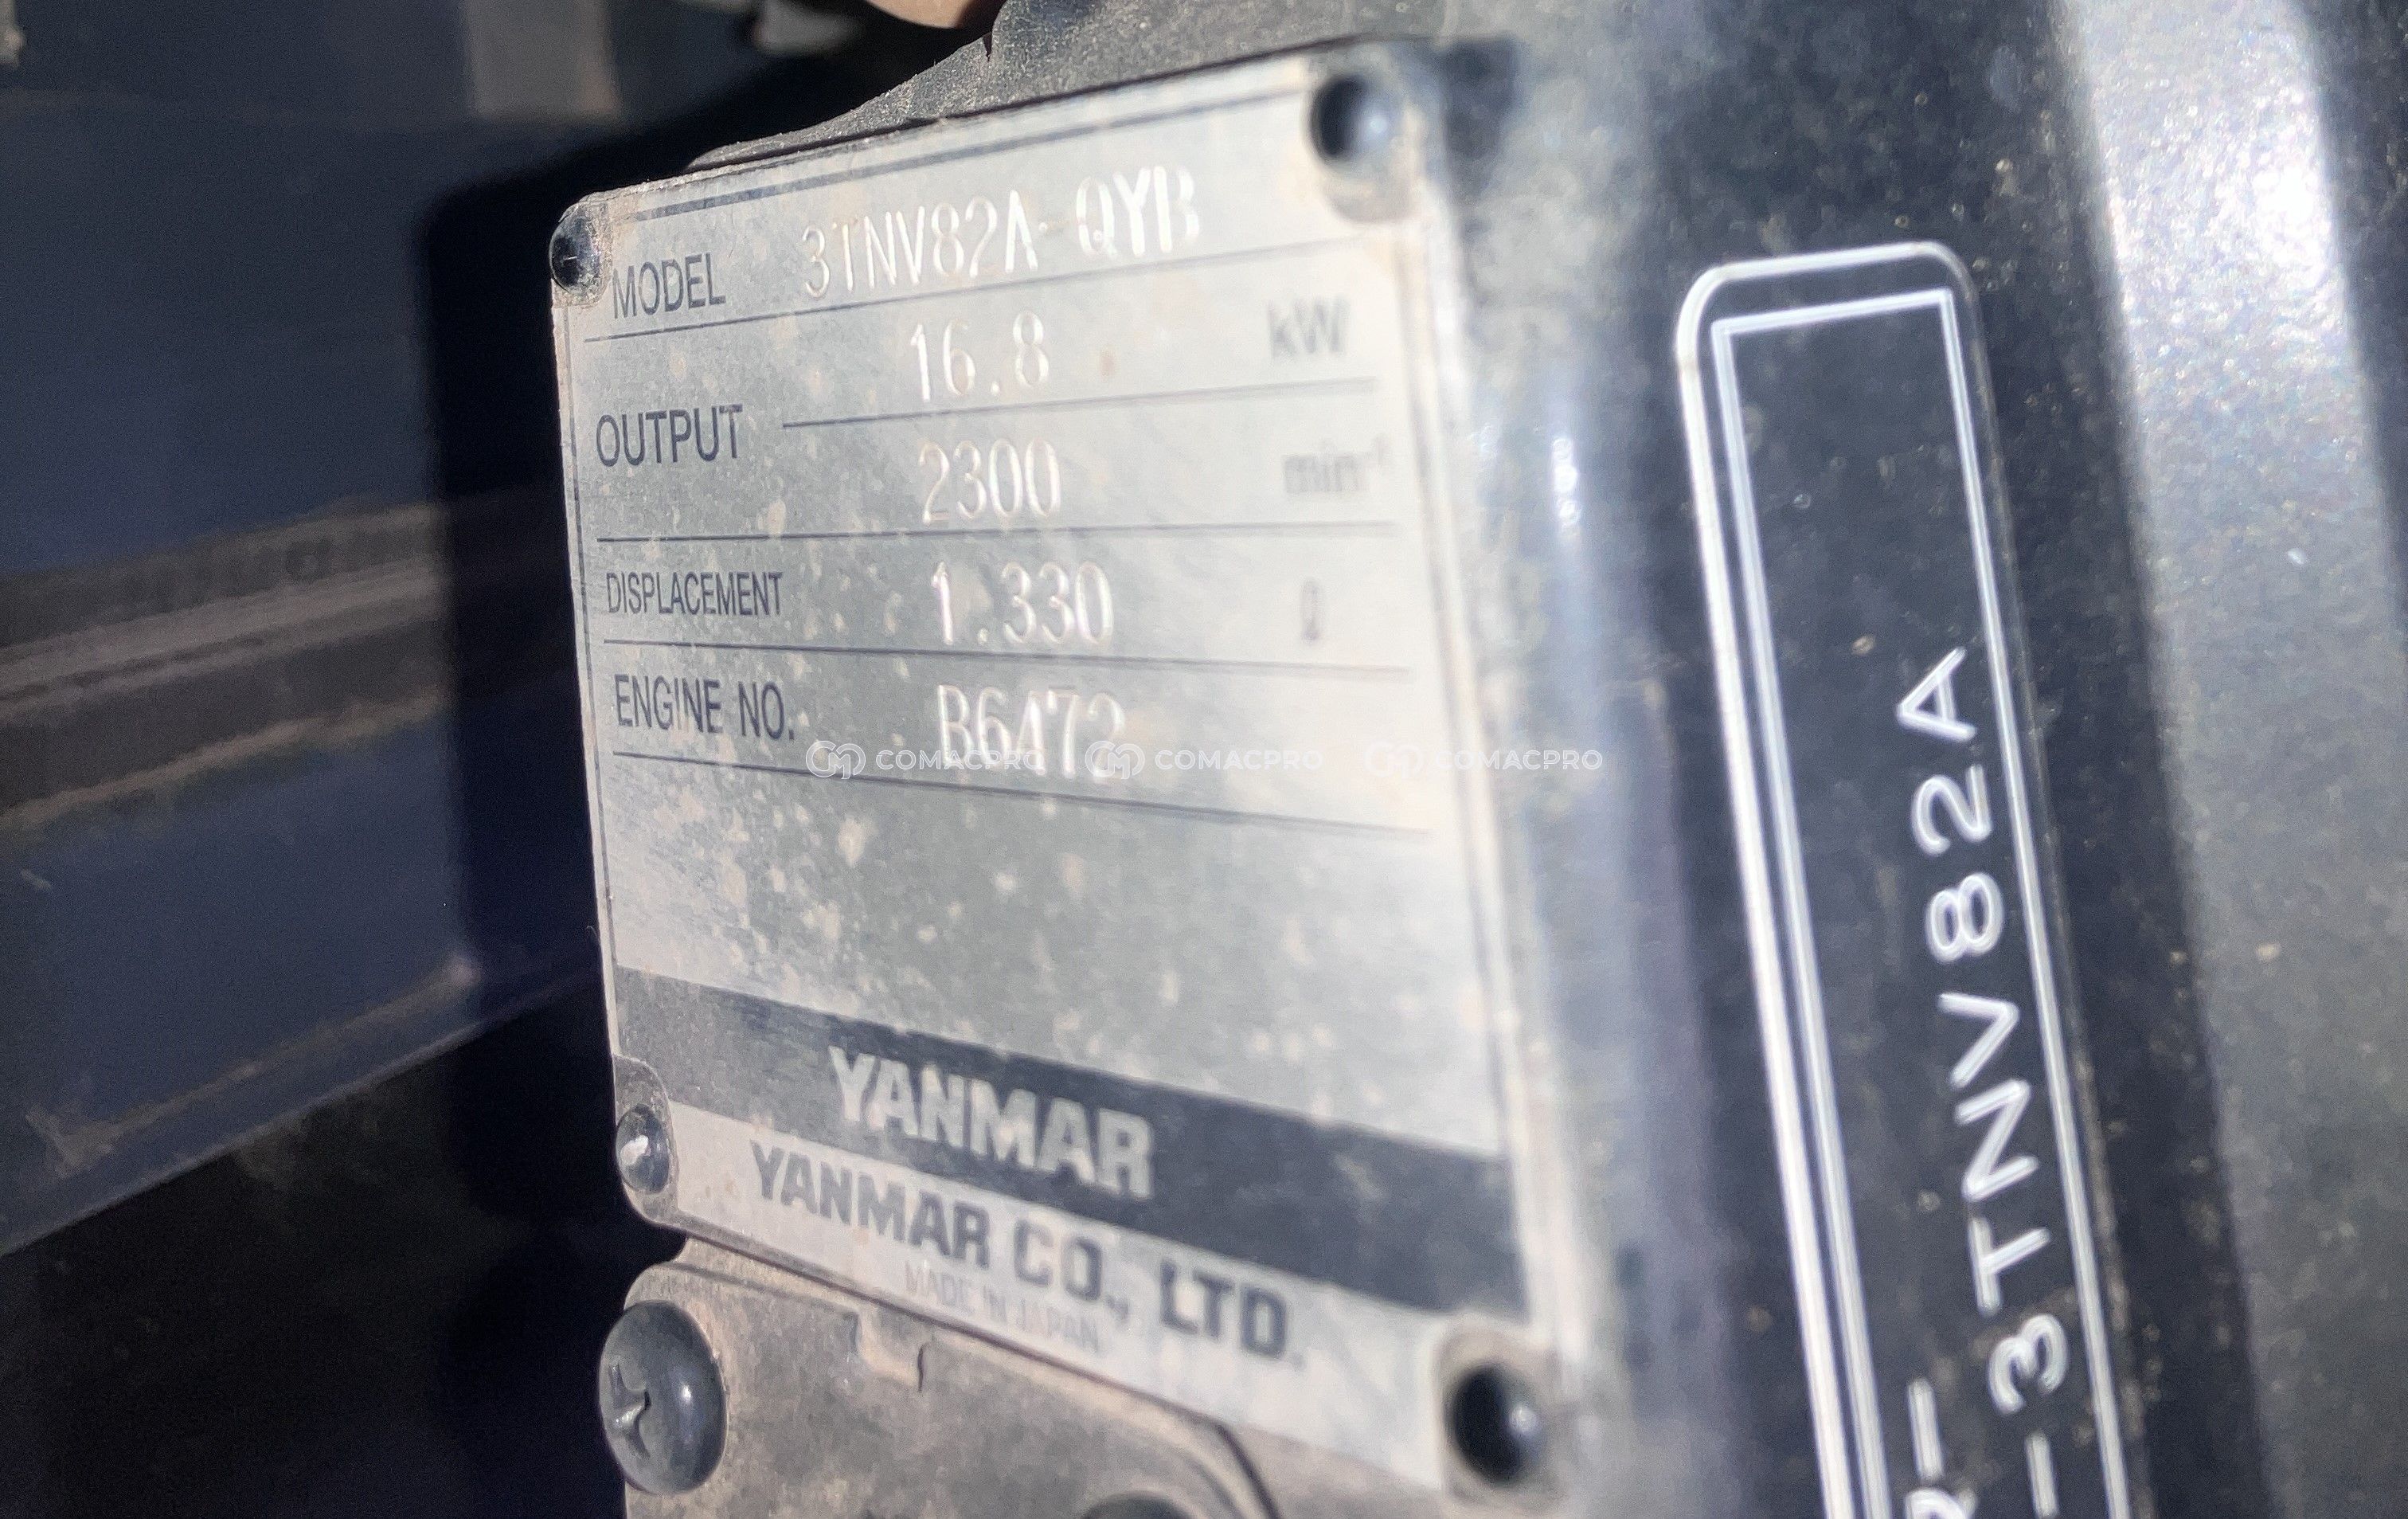 MODEL 3TNV82A-QYB
16.8 kW
OUTPUT
2300 min⁻¹
DISPLACEMENT 1.330 ℓ
ENGINE NO. B6473
COMACPRO COMACPRO COMACPRO
YANMAR
YANMAR CO., LTD.
MADE IN JAPAN
-3TNV82A